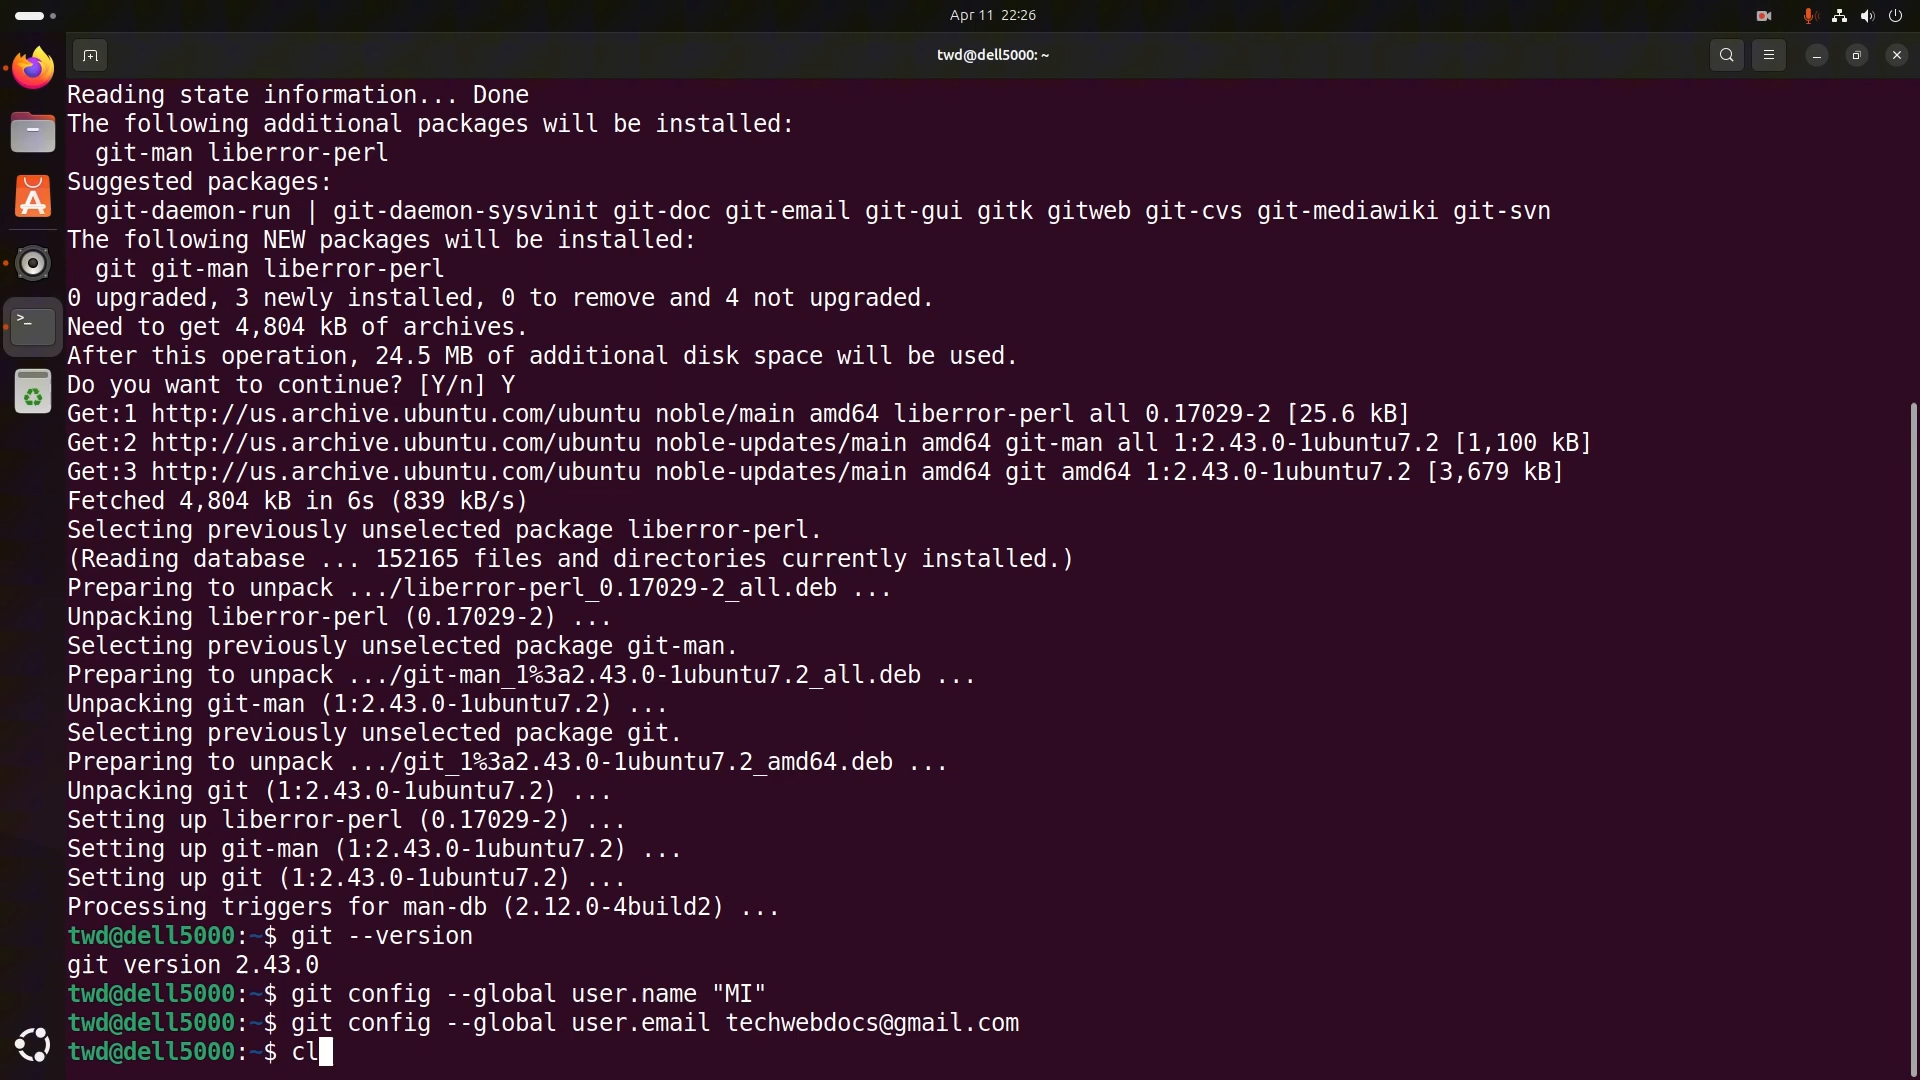 Apr 11 22:26
twd@dell5000: ~
Reading state information... Done
The following additional packages will be installed:
  git-man liberror-perl
Suggested packages:
  git-daemon-run | git-daemon-sysvinit git-doc git-email git-gui gitk gitweb git-cvs git-mediawiki git-svn
The following NEW packages will be installed:
  git git-man liberror-perl
0 upgraded, 3 newly installed, 0 to remove and 4 not upgraded.
Need to get 4,804 kB of archives.
After this operation, 24.5 MB of additional disk space will be used.
Do you want to continue? [Y/n] Y
Get:1 http://us.archive.ubuntu.com/ubuntu noble/main amd64 liberror-perl all 0.17029-2 [25.6 kB]
Get:2 http://us.archive.ubuntu.com/ubuntu noble-updates/main amd64 git-man all 1:2.43.0-1ubuntu7.2 [1,100 kB]
Get:3 http://us.archive.ubuntu.com/ubuntu noble-updates/main amd64 git amd64 1:2.43.0-1ubuntu7.2 [3,679 kB]
Fetched 4,804 kB in 6s (839 kB/s)
Selecting previously unselected package liberror-perl.
(Reading database ... 152165 files and directories currently installed.)
Preparing to unpack .../liberror-perl_0.17029-2_all.deb ...
Unpacking liberror-perl (0.17029-2) ...
Selecting previously unselected package git-man.
Preparing to unpack .../git-man_1%3a2.43.0-1ubuntu7.2_all.deb ...
Unpacking git-man (1:2.43.0-1ubuntu7.2) ...
Selecting previously unselected package git.
Preparing to unpack .../git_1%3a2.43.0-1ubuntu7.2_amd64.deb ...
Unpacking git (1:2.43.0-1ubuntu7.2) ...
Setting up liberror-perl (0.17029-2) ...
Setting up git-man (1:2.43.0-1ubuntu7.2) ...
Setting up git (1:2.43.0-1ubuntu7.2) ...
Processing triggers for man-db (2.12.0-4build2) ...
twd@dell5000:~$ git --version
git version 2.43.0
twd@dell5000:~$ git config --global user.name "MI"
twd@dell5000:~$ git config --global user.email techwebdocs@gmail.com
twd@dell5000:~$ cl